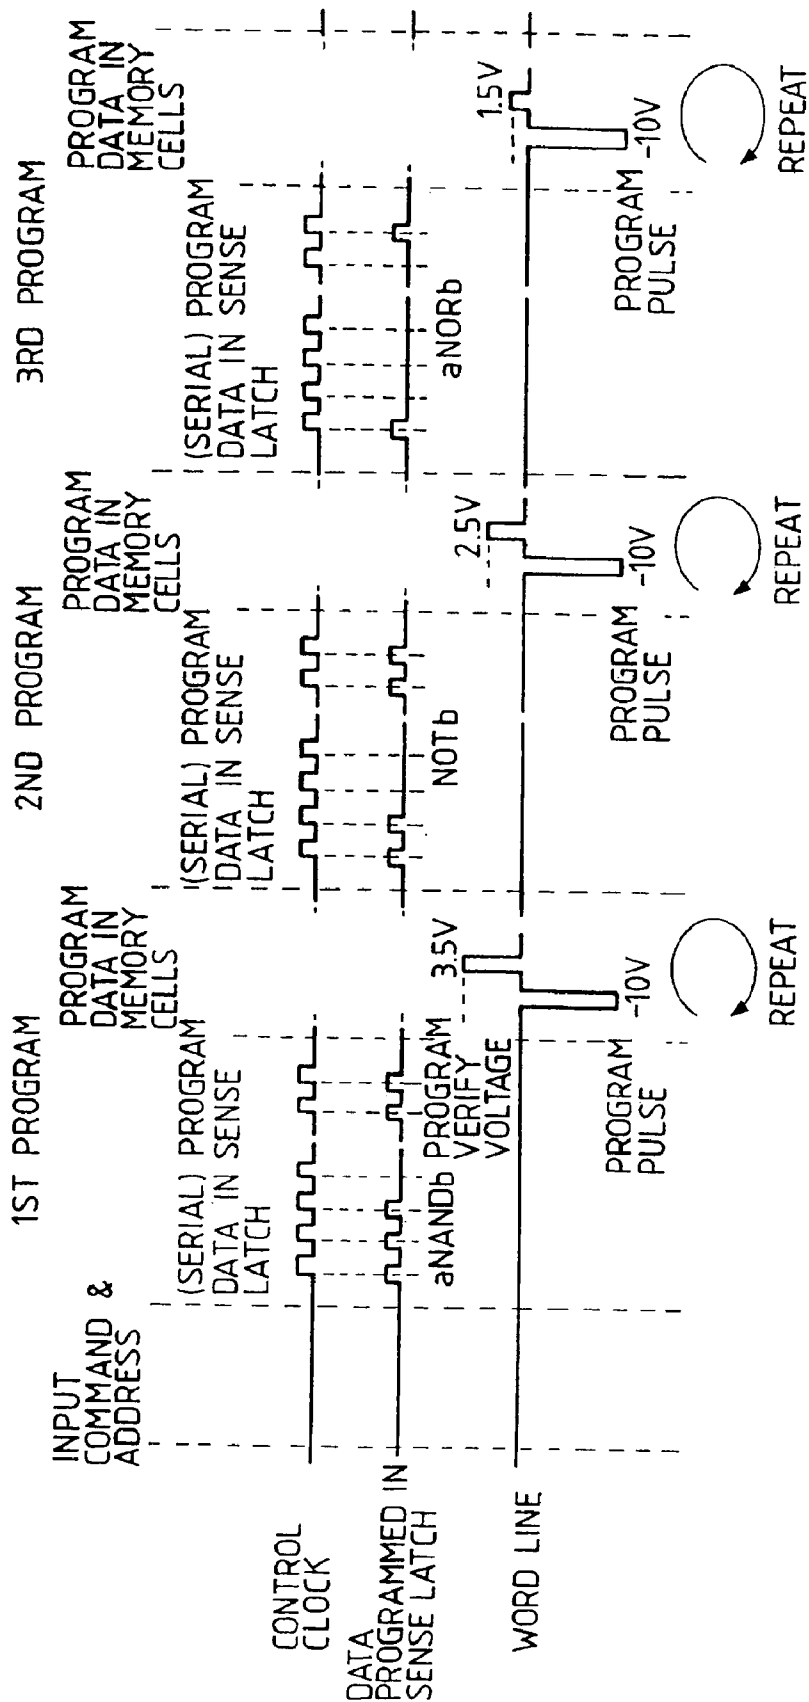 1ST PROGRAM
2ND PROGRAM
3RD PROGRAM
INPUT
COMMAND &
ADDRESS
(SERIAL) PROGRAM
DATA IN SENSE
LATCH
PROGRAM
DATA IN
MEMORY
CELLS
(SERIAL) PROGRAM
DATA IN SENSE
LATCH
PROGRAM
DATA IN
MEMORY
CELLS
(SERIAL) PROGRAM
DATA IN SENSE
LATCH
PROGRAM
DATA IN
MEMORY
CELLS
CONTROL
CLOCK
DATA
PROGRAMMED IN
SENSE LATCH
aNANDb
NOTb
aNORb
PROGRAM
VERIFY
VOLTAGE
3.5V
2.5V
1.5V
WORD LINE
PROGRAM
PULSE
-10V
PROGRAM
PULSE
-10V
PROGRAM
PULSE
-10V
REPEAT
REPEAT
REPEAT